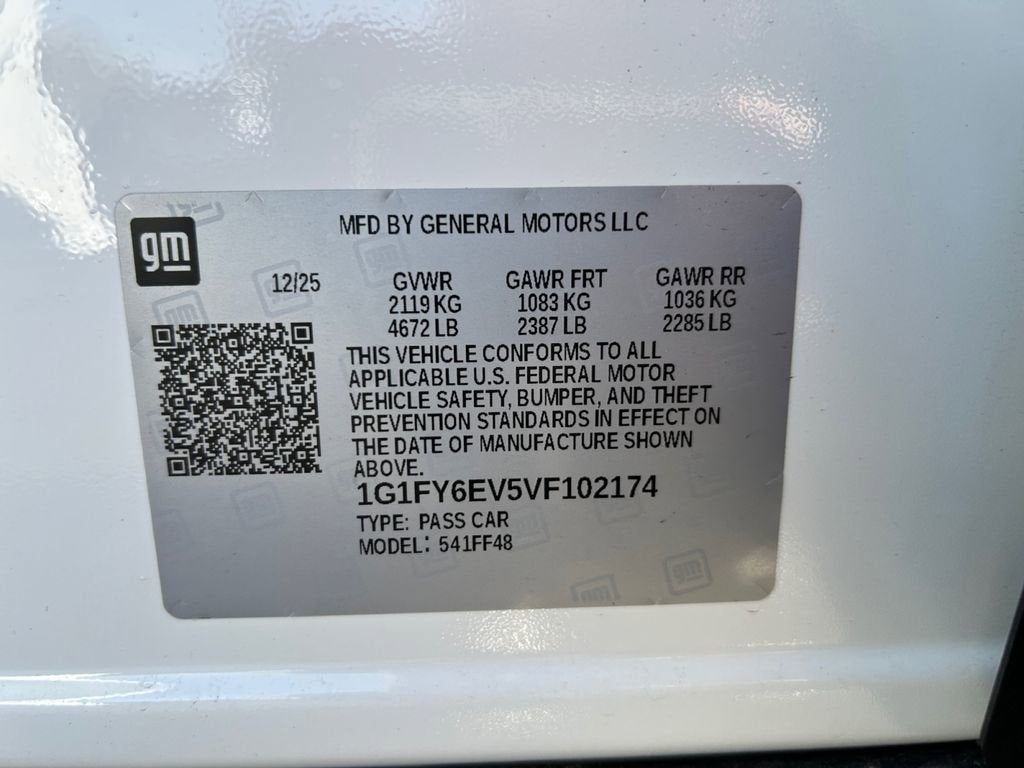 gm
MFD BY GENERAL MOTORS LLC
12/25 GVWR GAWR FRT GAWR RR
2119 KG 1083 KG 1036 KG
4672 LB 2387 LB 2285 LB
THIS VEHICLE CONFORMS TO ALL
APPLICABLE U.S. FEDERAL MOTOR
VEHICLE SAFETY, BUMPER, AND THEFT
PREVENTION STANDARDS IN EFFECT ON
THE DATE OF MANUFACTURE SHOWN
ABOVE.
1G1FY6EV5VF102174
TYPE: PASS CAR
MODEL: 541FF48